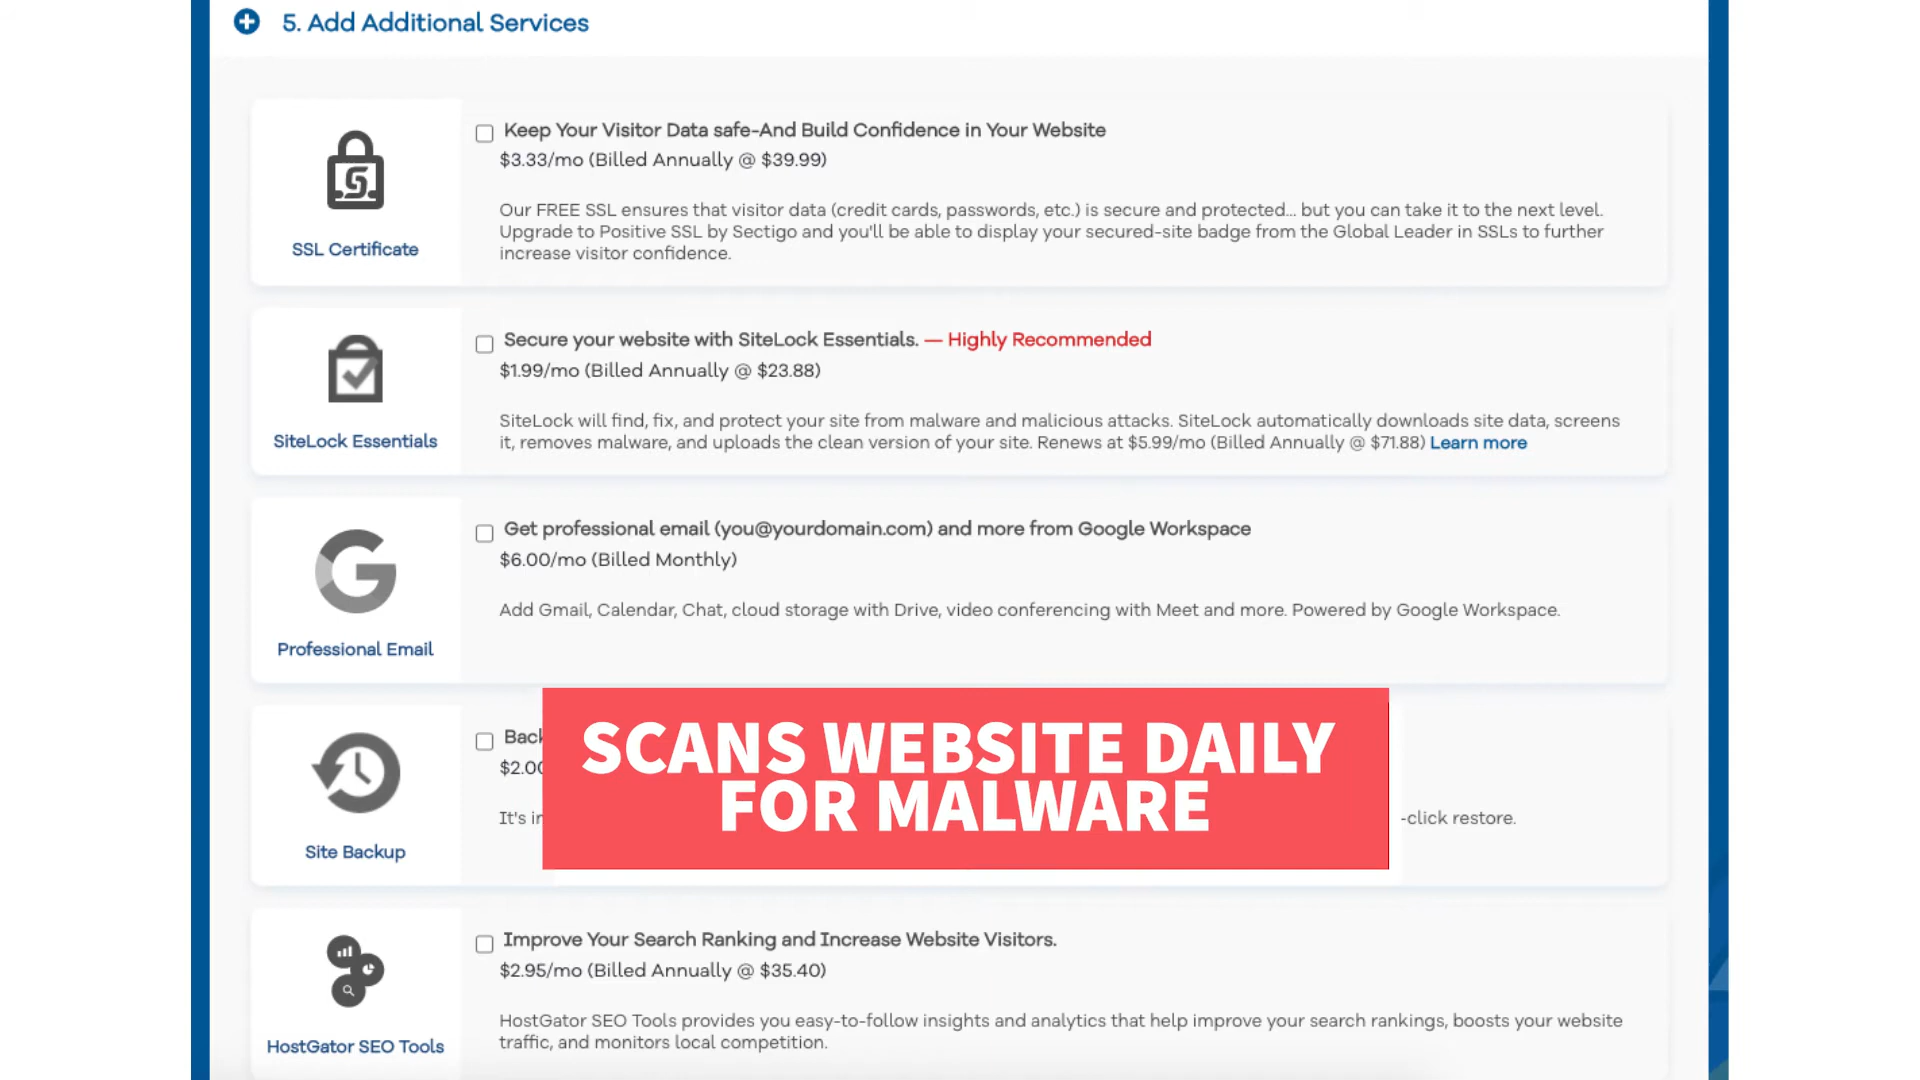 5. Add Additional Services
Keep Your Visitor Data safe-And Build Confidence in Your Website
$3.33/mo (Billed Annually @ $39.99)
Our FREE SSL ensures that visitor data (credit cards, passwords, etc.) is secure and protected... but you can take it to the next level.
Upgrade to Positive SSL by Sectigo and you'll be able to display your secured-site badge from the Global Leader in SSLs to further
increase visitor confidence.
SSL Certificate
Secure your website with SiteLock Essentials. — Highly Recommended
$1.99/mo (Billed Annually @ $23.88)
SiteLock will find, fix, and protect your site from malware and malicious attacks. SiteLock automatically downloads site data, screens
it, removes malware, and uploads the clean version of your site. Renews at $5.99/mo (Billed Annually @ $71.88) Learn more
SiteLock Essentials
Get professional email (you@yourdomain.com) and more from Google Workspace
$6.00/mo (Billed Monthly)
Add Gmail, Calendar, Chat, cloud storage with Drive, video conferencing with Meet and more. Powered by Google Workspace.
Professional Email
SCANS WEBSITE DAILY
FOR MALWARE
It's
-click restore.
Site Backup
Improve Your Search Ranking and Increase Website Visitors.
$2.95/mo (Billed Annually @ $35.40)
HostGator SEO Tools provides you easy-to-follow insights and analytics that help improve your search rankings, boosts your website
traffic, and monitors local competition.
HostGator SEO Tools